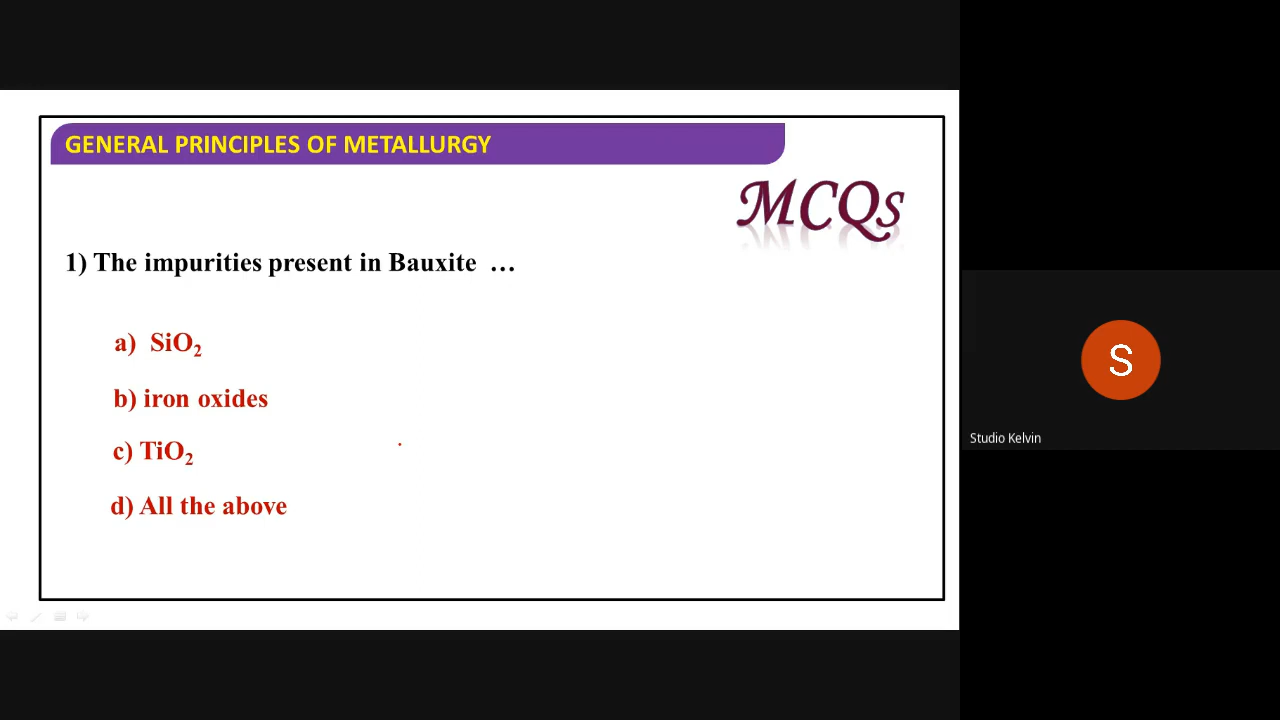 GENERAL PRINCIPLES OF METALLURGY
MCQs
1) The impurities present in Bauxite …
a) SiO₂
b) iron oxides
c) TiO₂
d) All the above
S
Studio Kelvin